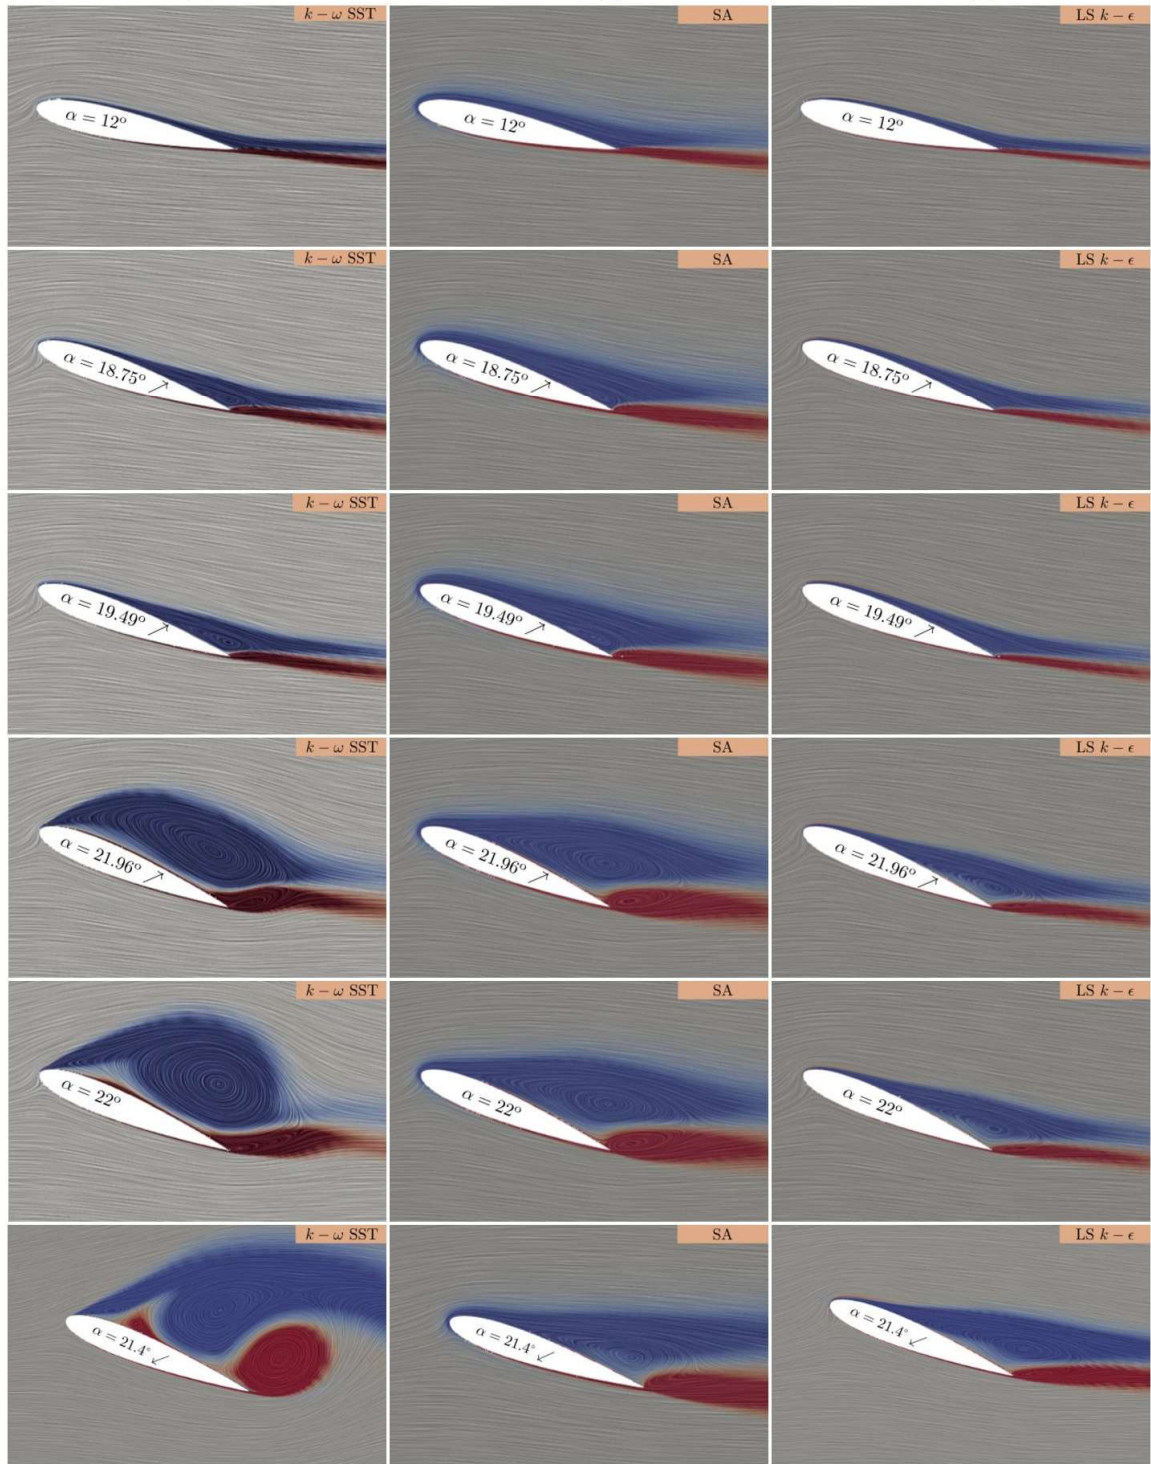 k − ω SST
SA
LS k − ϵ
α = 12°
α = 12°
α = 12°
k − ω SST
SA
LS k − ϵ
α = 18.75° ↗
α = 18.75° ↗
α = 18.75° ↗
k − ω SST
SA
LS k − ϵ
α = 19.49° ↗
α = 19.49° ↗
α = 19.49° ↗
k − ω SST
SA
LS k − ϵ
α = 21.96° ↗
α = 21.96° ↗
α = 21.96° ↗
k − ω SST
SA
LS k − ϵ
α = 22°
α = 22°
α = 22°
k − ω SST
SA
LS k − ϵ
α = 21.4° ↙
α = 21.4° ↙
α = 21.4° ↙